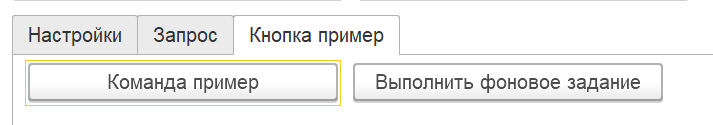 Настройки Запрос Кнопка пример
Команда пример Выполнить фоновое задание